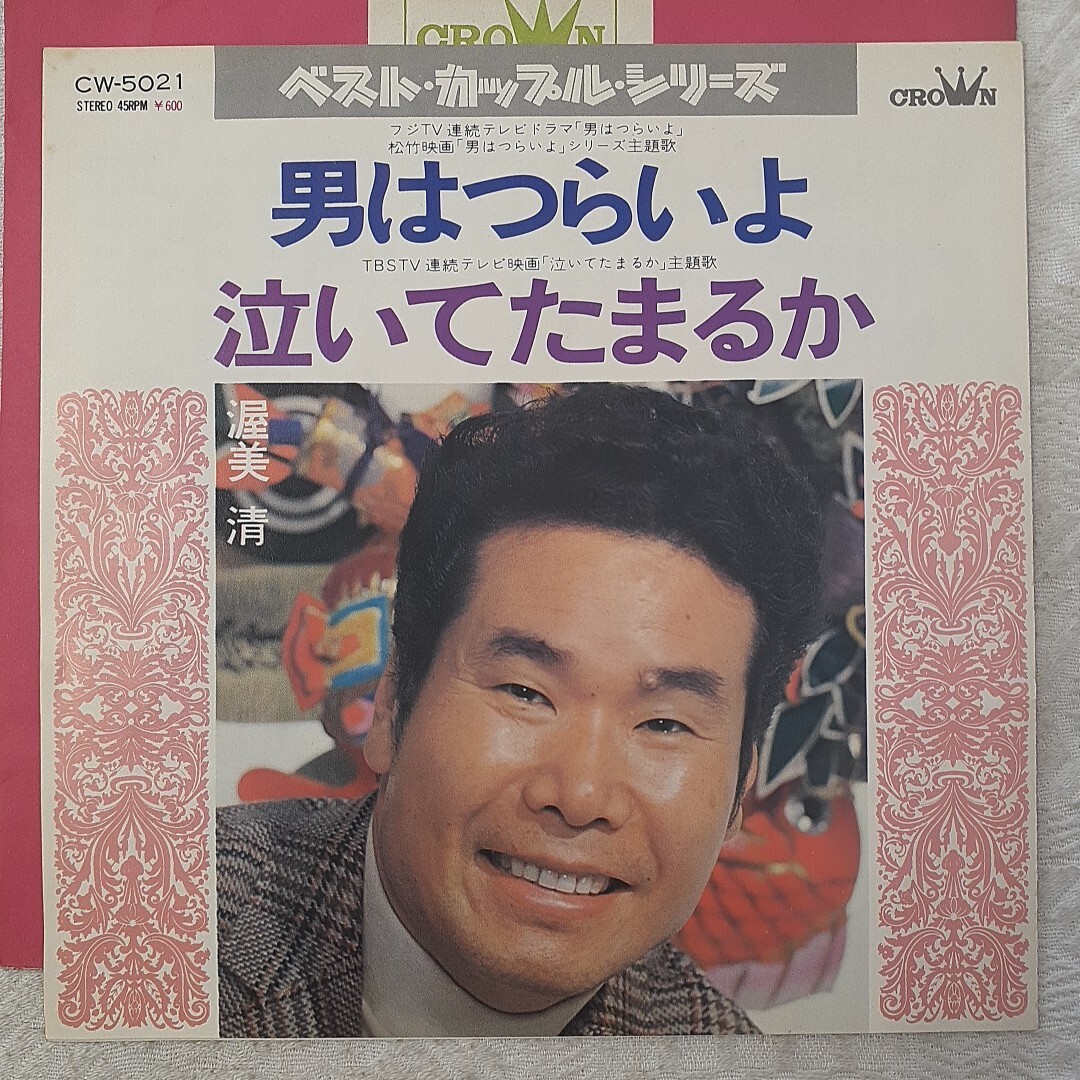 CROWN
CW-5021
STEREO 45RPM ¥600
ベスト・カップル・シリーズ
CROWN
フジTV連続テレビドラマ「男はつらいよ」
松竹映画「男はつらいよ」シリーズ主題歌
男はつらいよ
TBSTV連続テレビ映画「泣いてたまるか」主題歌
泣いてたまるか
渥美 清